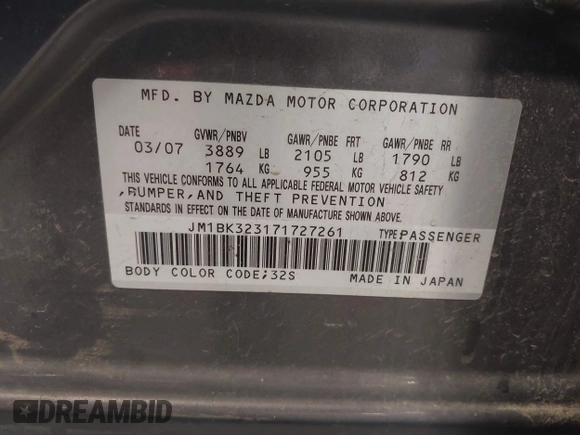 MFD. BY MAZDA MOTOR CORPORATION
DATE GVWR/PNBV GAWR/PNBE FRT GAWR/PNBE RR
03/07 3889 LB 2105 LB 1790 LB
1764 KG 955 KG 812 KG
THIS VEHICLE CONFORMS TO ALL APPLICABLE FEDERAL MOTOR VEHICLE SAFETY
,BUMPER,AND THEFT PREVENTION
STANDARDS IN EFFECT ON THE DATE OF MANUFACTURE SHOWN ABOVE.
JM1BK323171727261 TYPE PASSENGER
BODY COLOR CODE;32S MADE IN JAPAN
DREAMBID